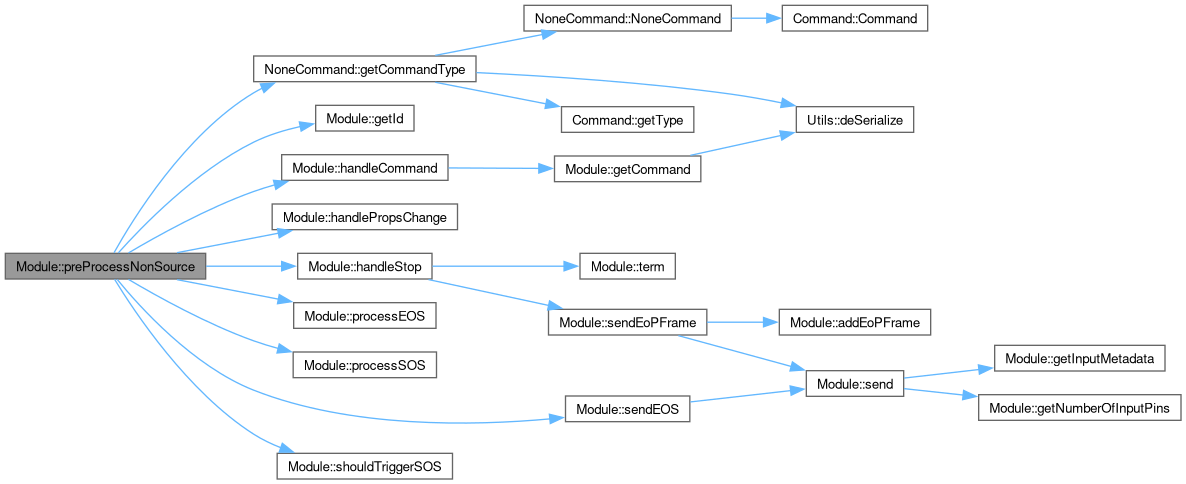 NoneCommand::NoneCommand
Command::Command
NoneCommand::getCommandType
Module::getId
Command::getType
Utils::deSerialize
Module::handleCommand
Module::getCommand
Module::handlePropsChange
Module::preProcessNonSource
Module::handleStop
Module::term
Module::processEOS
Module::sendEoPFrame
Module::addEoPFrame
Module::processSOS
Module::getInputMetadata
Module::send
Module::sendEOS
Module::getNumberOfInputPins
Module::shouldTriggerSOS